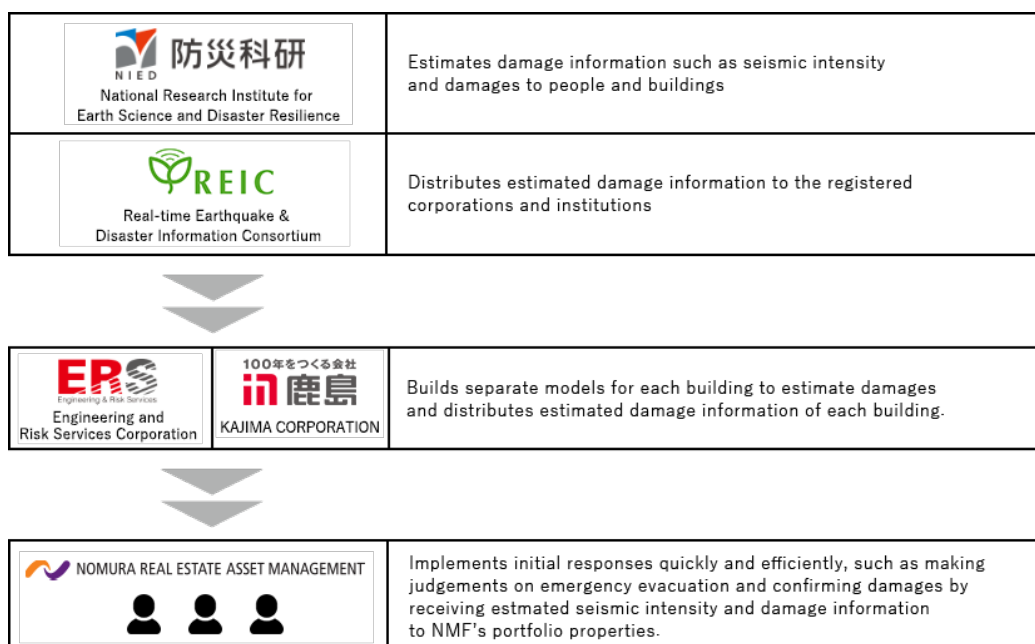 防災科研
NIED
National Research Institute for
Earth Science and Disaster Resilience
Estimates damage information such as seismic intensity
and damages to people and buildings
REIC
Real-time Earthquake &
Disaster Information Consortium
Distributes estimated damage information to the registered
corporations and institutions
ERS
Engineering & Risk Services
Engineering and
Risk Services Corporation
100年をつくる会社
鹿島
KAJIMA CORPORATION
Builds separate models for each building to estimate damages
and distributes estimated damage information of each building.
NOMURA REAL ESTATE ASSET MANAGEMENT
Implements initial responses quickly and efficiently, such as making
judgements on emergency evacuation and confirming damages by
receiving estmated seismic intensity and damage information
to NMF's portfolio properties.